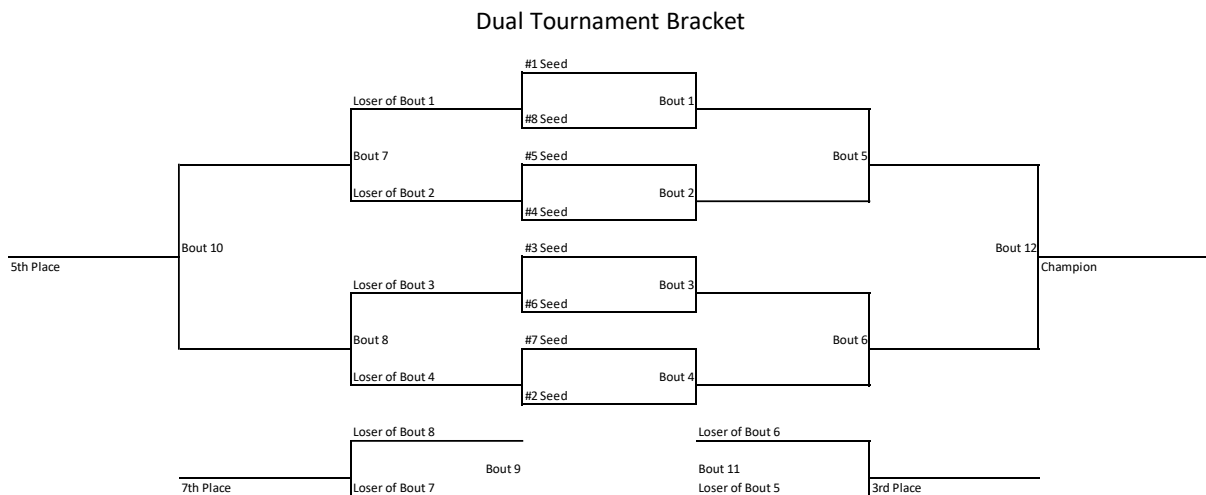 Dual Tournament Bracket
#1 Seed
Loser of Bout 1
Bout 1
#8 Seed
Bout 7
#5 Seed
Bout 5
Loser of Bout 2
Bout 2
#4 Seed
Bout 10
#3 Seed
Bout 12
5th Place
Champion
Loser of Bout 3
Bout 3
#6 Seed
Bout 8
#7 Seed
Bout 6
Loser of Bout 4
Bout 4
#2 Seed
Loser of Bout 8
Loser of Bout 6
Bout 9
Bout 11
7th Place
Loser of Bout 7
Loser of Bout 5
3rd Place